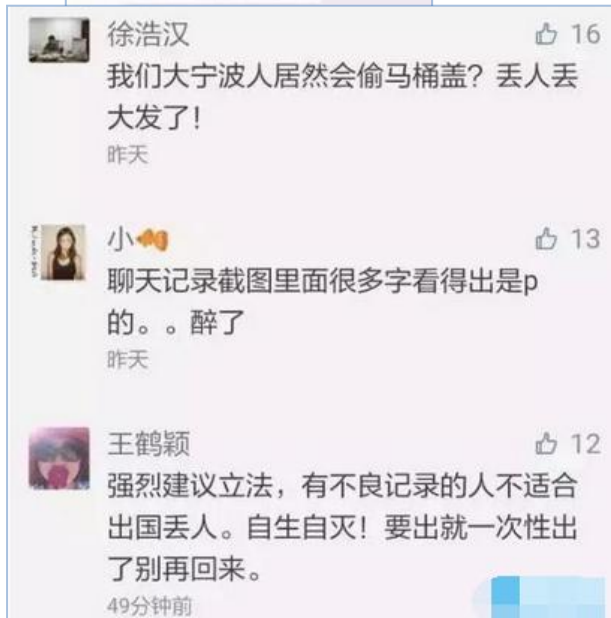 徐浩汉 16
我们大宁波人居然会偷马桶盖？丢人丢
大发了！
昨天
小 13
聊天记录截图里面很多字看得出是p
的。。醉了
昨天
王鹤颖 12
强烈建议立法，有不良记录的人不适合
出国丢人。自生自灭！要出就一次性出
了别再回来。
49分钟前